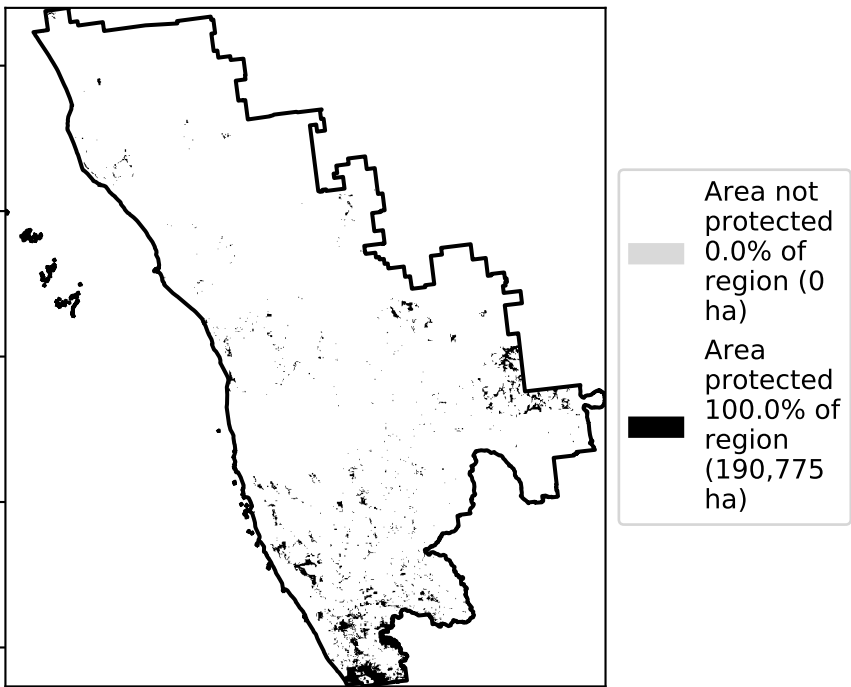 Area not
protected
0.0% of
region (0
ha)
Area
protected
100.0% of
region
(190,775
ha)